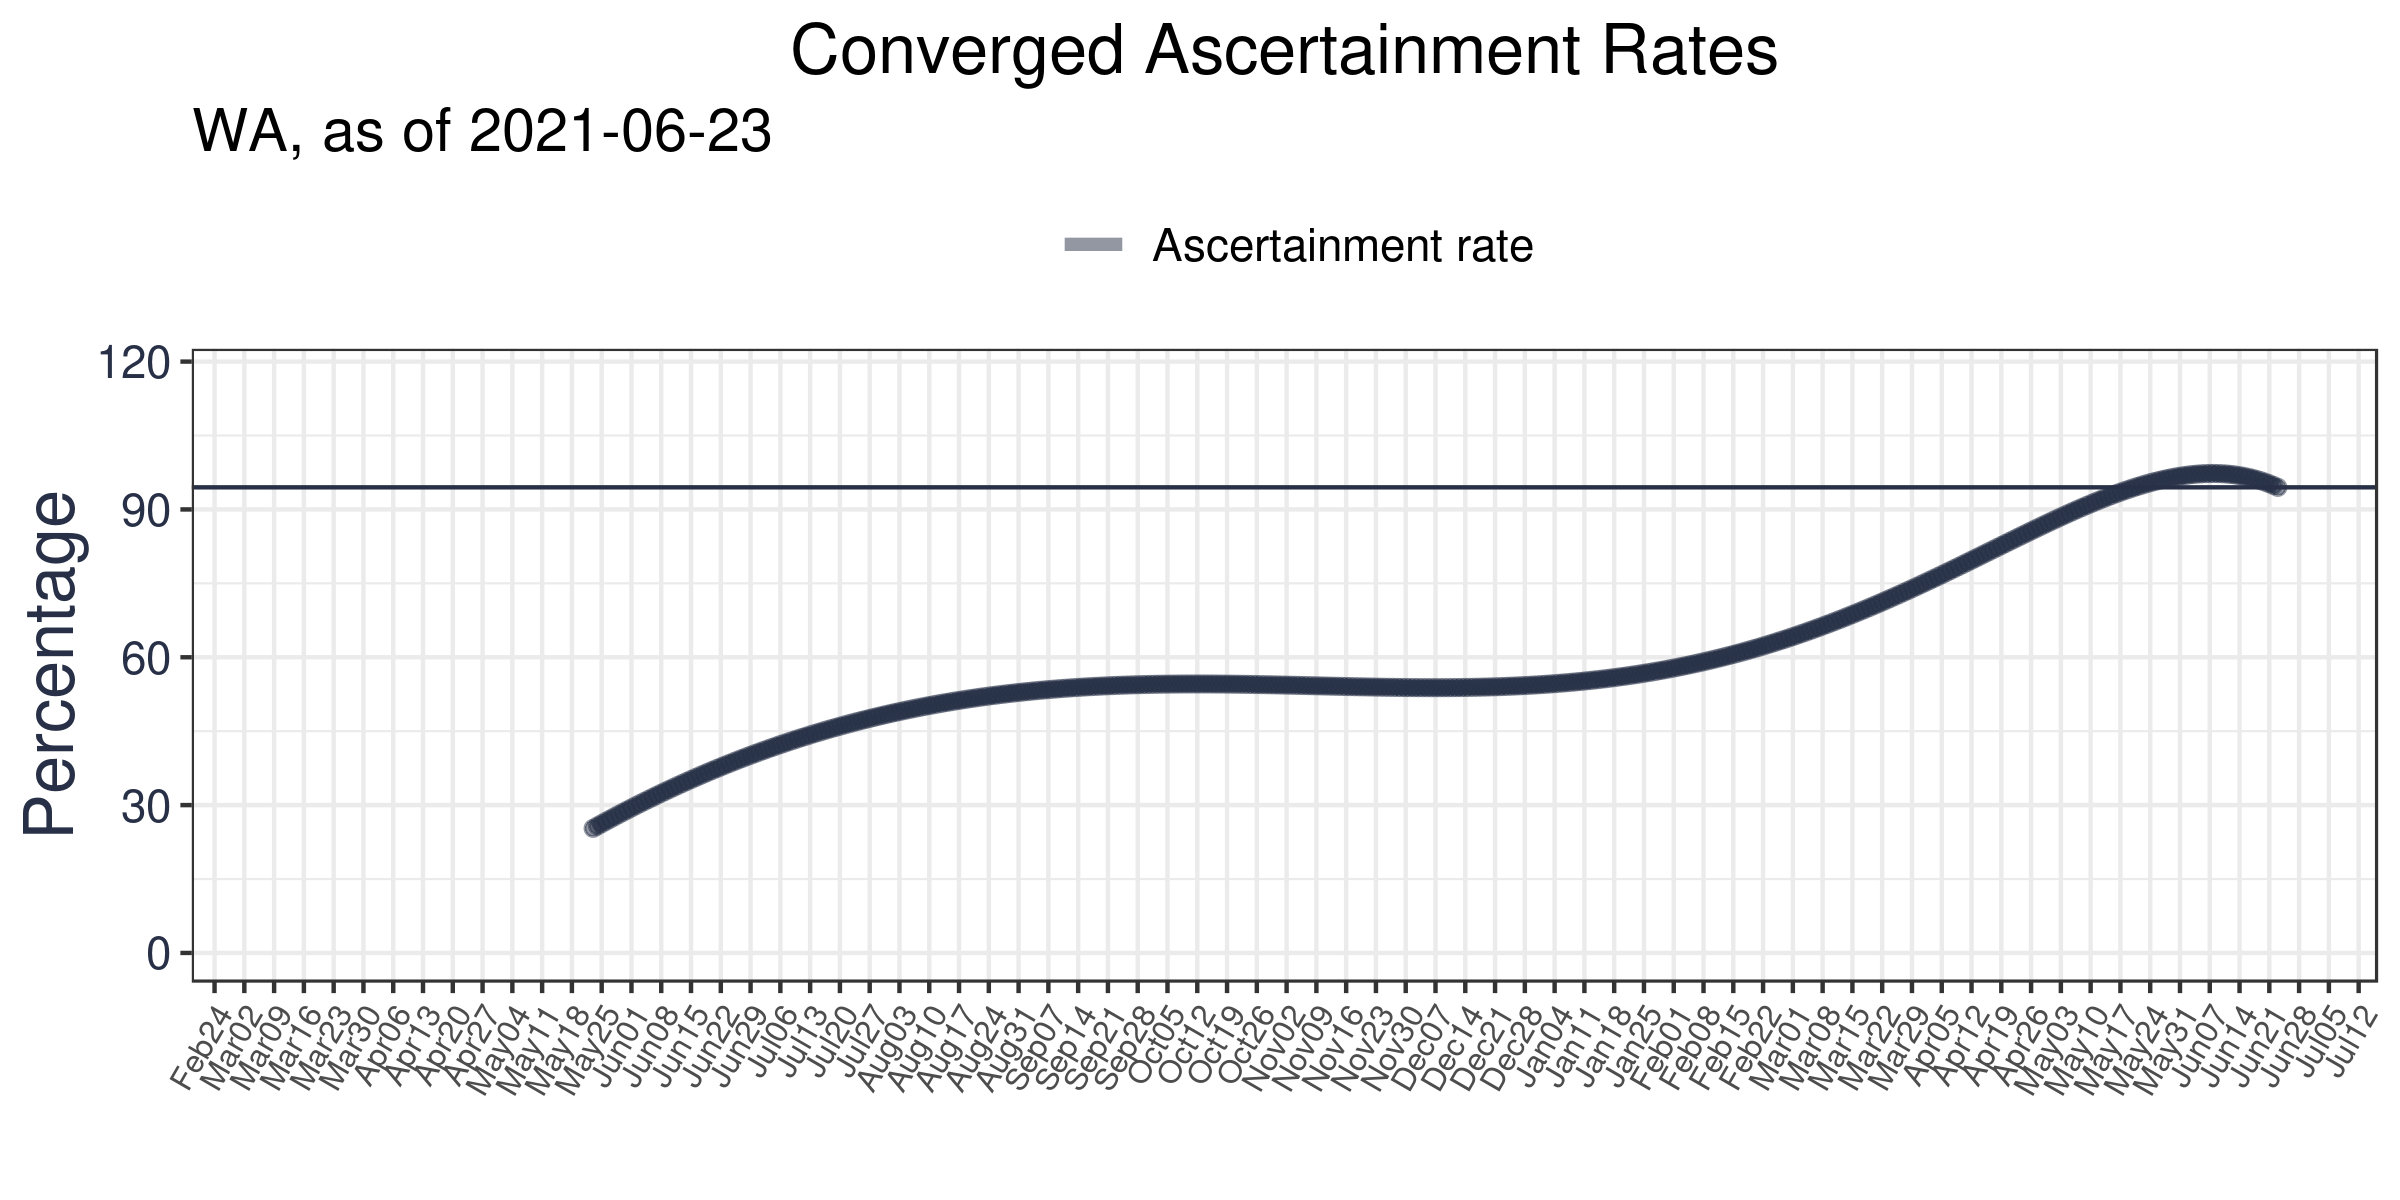 Converged Ascertainment Rates
WA, as of 2021-06-23
Ascertainment rate
Percentage
120
90
60
30
0
Feb24
Mar02
Mar09
Mar16
Mar23
Mar30
Apr06
Apr13
Apr20
Apr27
May04
May11
May18
May25
Jun01
Jun08
Jun15
Jun22
Jun29
Jul06
Jul13
Jul20
Jul27
Aug03
Aug10
Aug17
Aug24
Aug31
Sep07
Sep14
Sep21
Sep28
Oct05
Oct12
Oct19
Oct26
Nov02
Nov09
Nov16
Nov23
Nov30
Dec07
Dec14
Dec21
Dec28
Jan04
Jan11
Jan18
Jan25
Feb01
Feb08
Feb15
Feb22
Mar01
Mar08
Mar15
Mar22
Mar29
Apr05
Apr12
Apr19
Apr26
May03
May10
May17
May24
May31
Jun07
Jun14
Jun21
Jun28
Jul05
Jul12